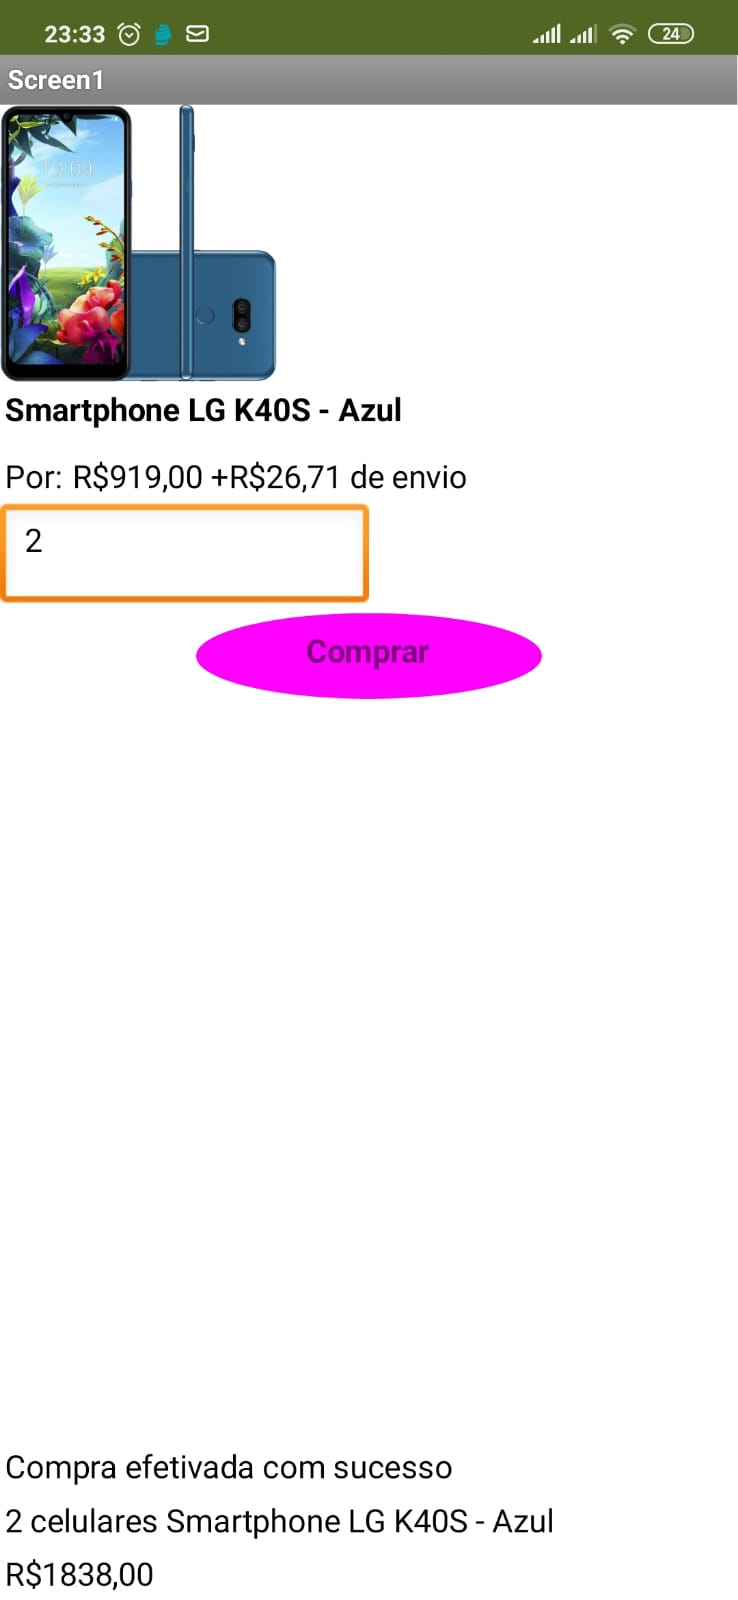 23:33
24
Screen1
10:00
Smartphone LG K40S - Azul
Por: R$919,00 +R$26,71 de envio
2
Comprar
Compra efetivada com sucesso
2 celulares Smartphone LG K40S - Azul
R$1838,00